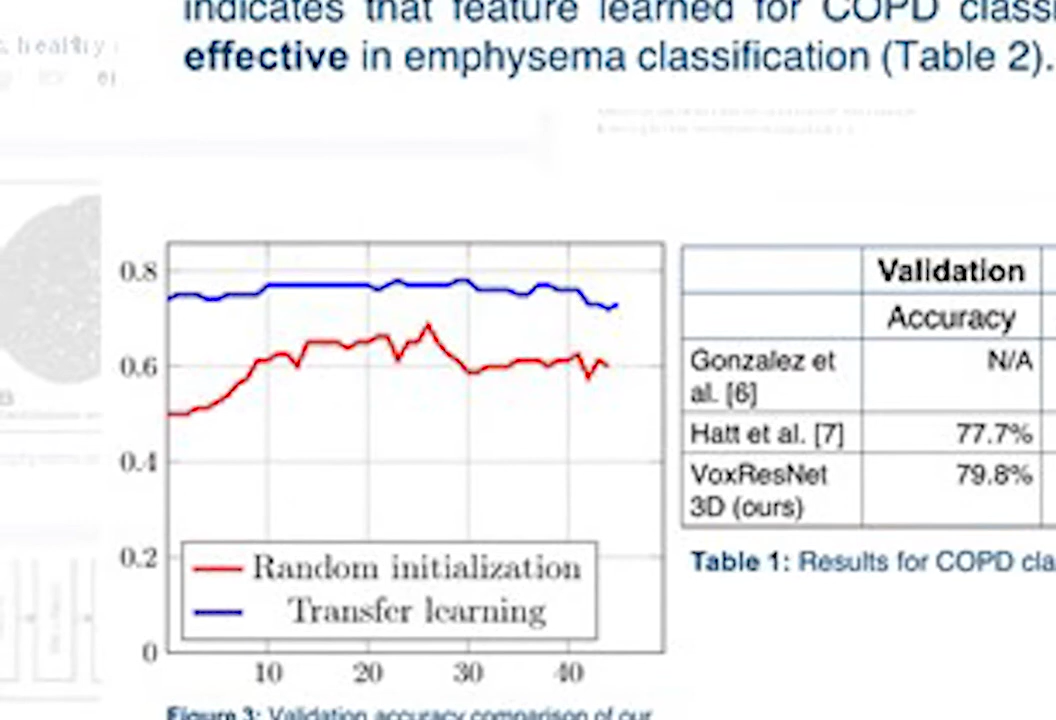 indicates that feature learned for COPD
effective in emphysema classification (Table 2).
healthy
0.8
0.6
0.4
0.2
0
10 20 30 40
Random initialization
Transfer learning
Figure 3: Validation accuracy comparison of our
Validation
Accuracy
Gonzalez et N/A
al. [6]
Hatt et al. [7] 77.7%
VoxResNet 79.8%
3D (ours)
Table 1: Results for COPD